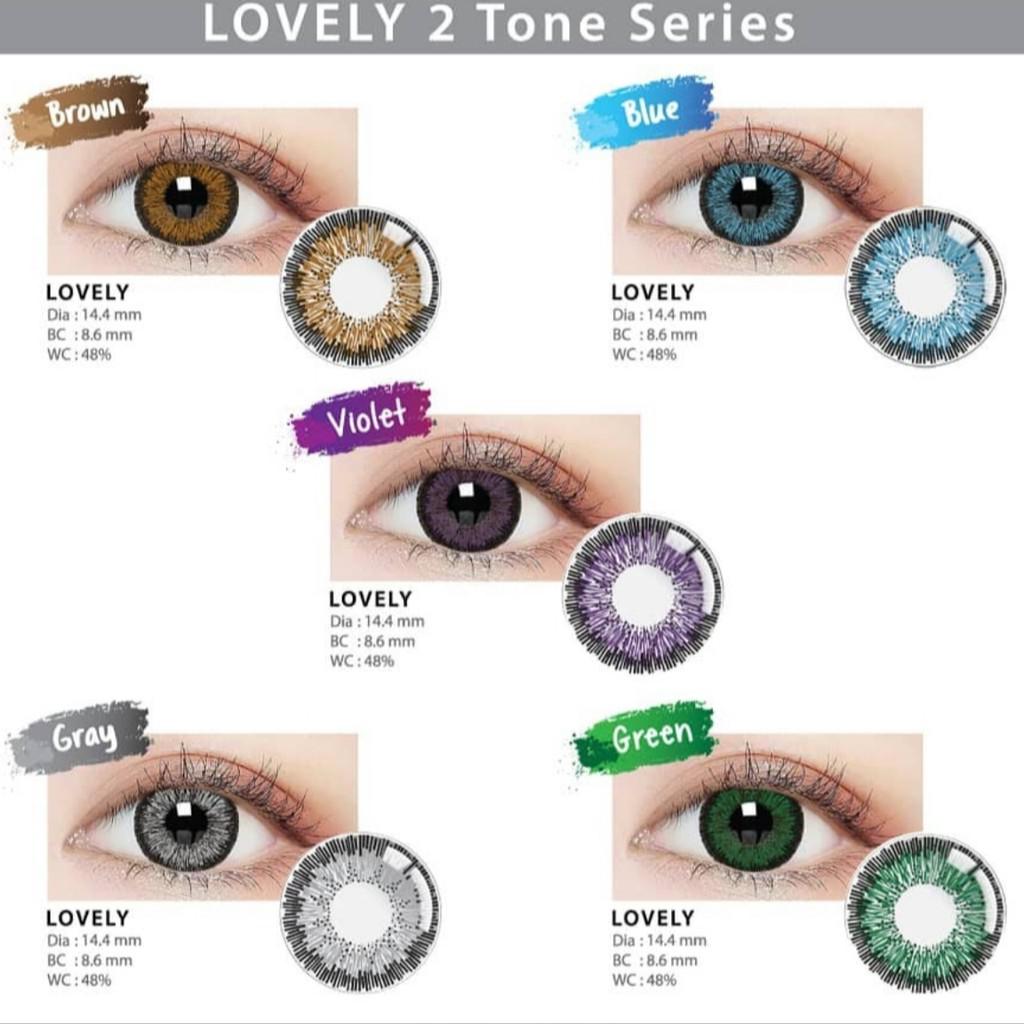 LOVELY 2 Tone Series
Brown
LOVELY
Dia : 14.4 mm
BC : 8.6 mm
WC : 48%
Blue
LOVELY
Dia : 14.4 mm
BC : 8.6 mm
WC : 48%
Violet
LOVELY
Dia : 14.4 mm
BC : 8.6 mm
WC : 48%
Gray
LOVELY
Dia : 14.4 mm
BC : 8.6 mm
WC : 48%
Green
LOVELY
Dia : 14.4 mm
BC : 8.6 mm
WC : 48%